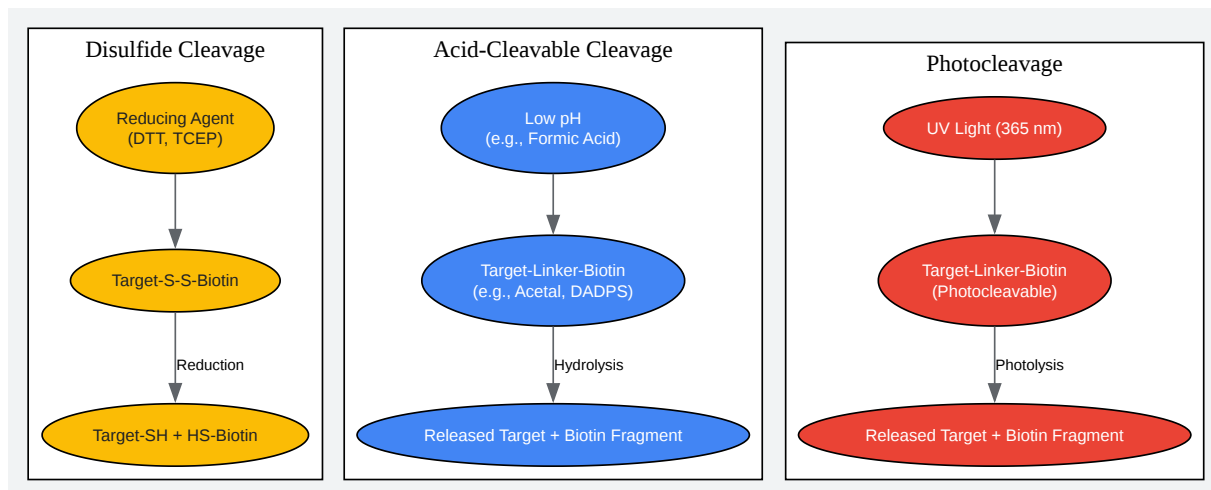 Disulfide Cleavage
Reducing Agent
(DTT, TCEP)
Target-S-S-Biotin
Reduction
Target-SH + HS-Biotin
Acid-Cleavable Cleavage
Low pH
(e.g., Formic Acid)
Target-Linker-Biotin
(e.g., Acetal, DADPS)
Hydrolysis
Released Target + Biotin Fragment
Photocleavage
UV Light (365 nm)
Target-Linker-Biotin
(Photocleavable)
Photolysis
Released Target + Biotin Fragment